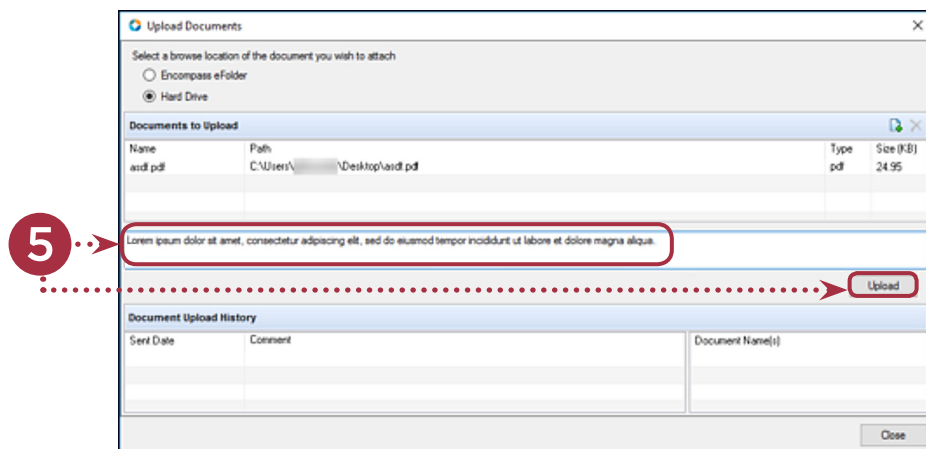 Upload Documents
Select a browse location of the document you wish to attach
Encompass eFolder
Hard Drive
Documents to Upload
Name Path Type Size (KB)
asdf.pdf C:\Users\ \Desktop\asdf.pdf pdf 24.95
5
Lorem ipsum dolor sit amet, consectetur adipiscing elit, sed do eiusmod tempor incididunt ut labore et dolore magna aliqua.
Upload
Document Upload History
Sent Date Comment Document Name(s)
Close